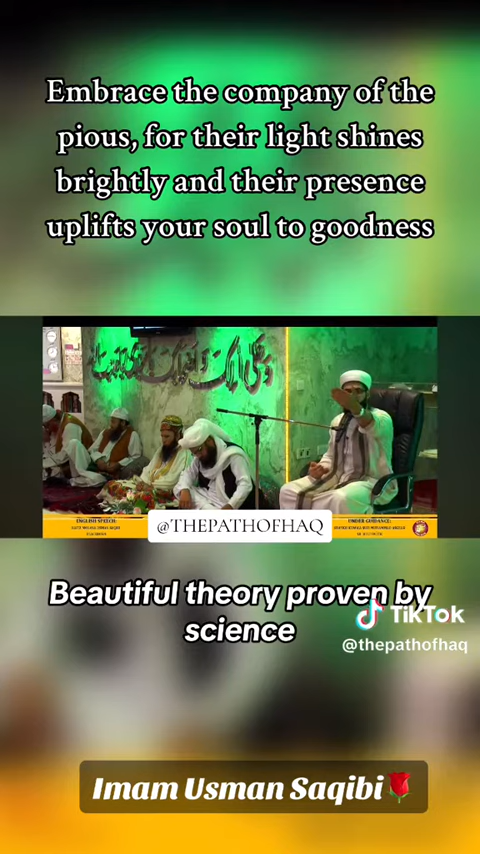 Embrace the company of the
pious, for their light shines
brightly and their presence
uplifts your soul to goodness
ENGLISH SPEECH:
UNDER GUIDANCE:
@THEPATHOFHAQ
Beautiful theory proven by
science
TikTok
@thepathofhaq
Imam Usman Saqibi🌹